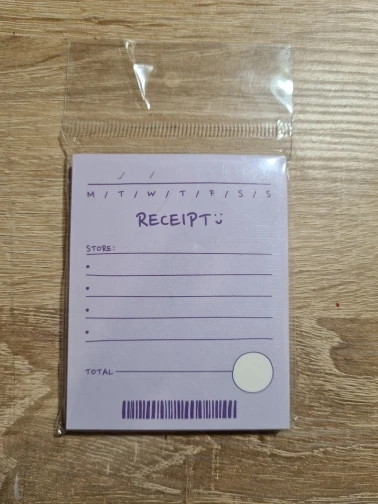 / /
M / T / W / T / F / S / S
RECEIPT
STORE:
TOTAL